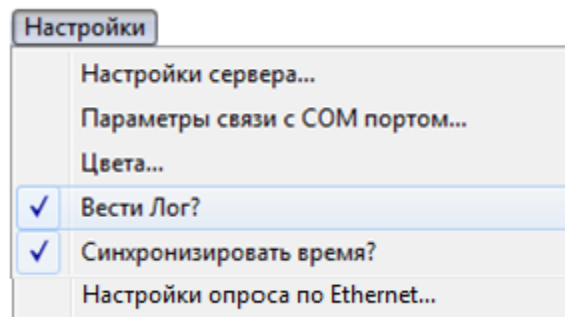 Настройки
Настройки сервера...
Параметры связи с COM портом...
Цвета...
Вести Лог?
Синхронизировать время?
Настройки опроса по Ethernet...